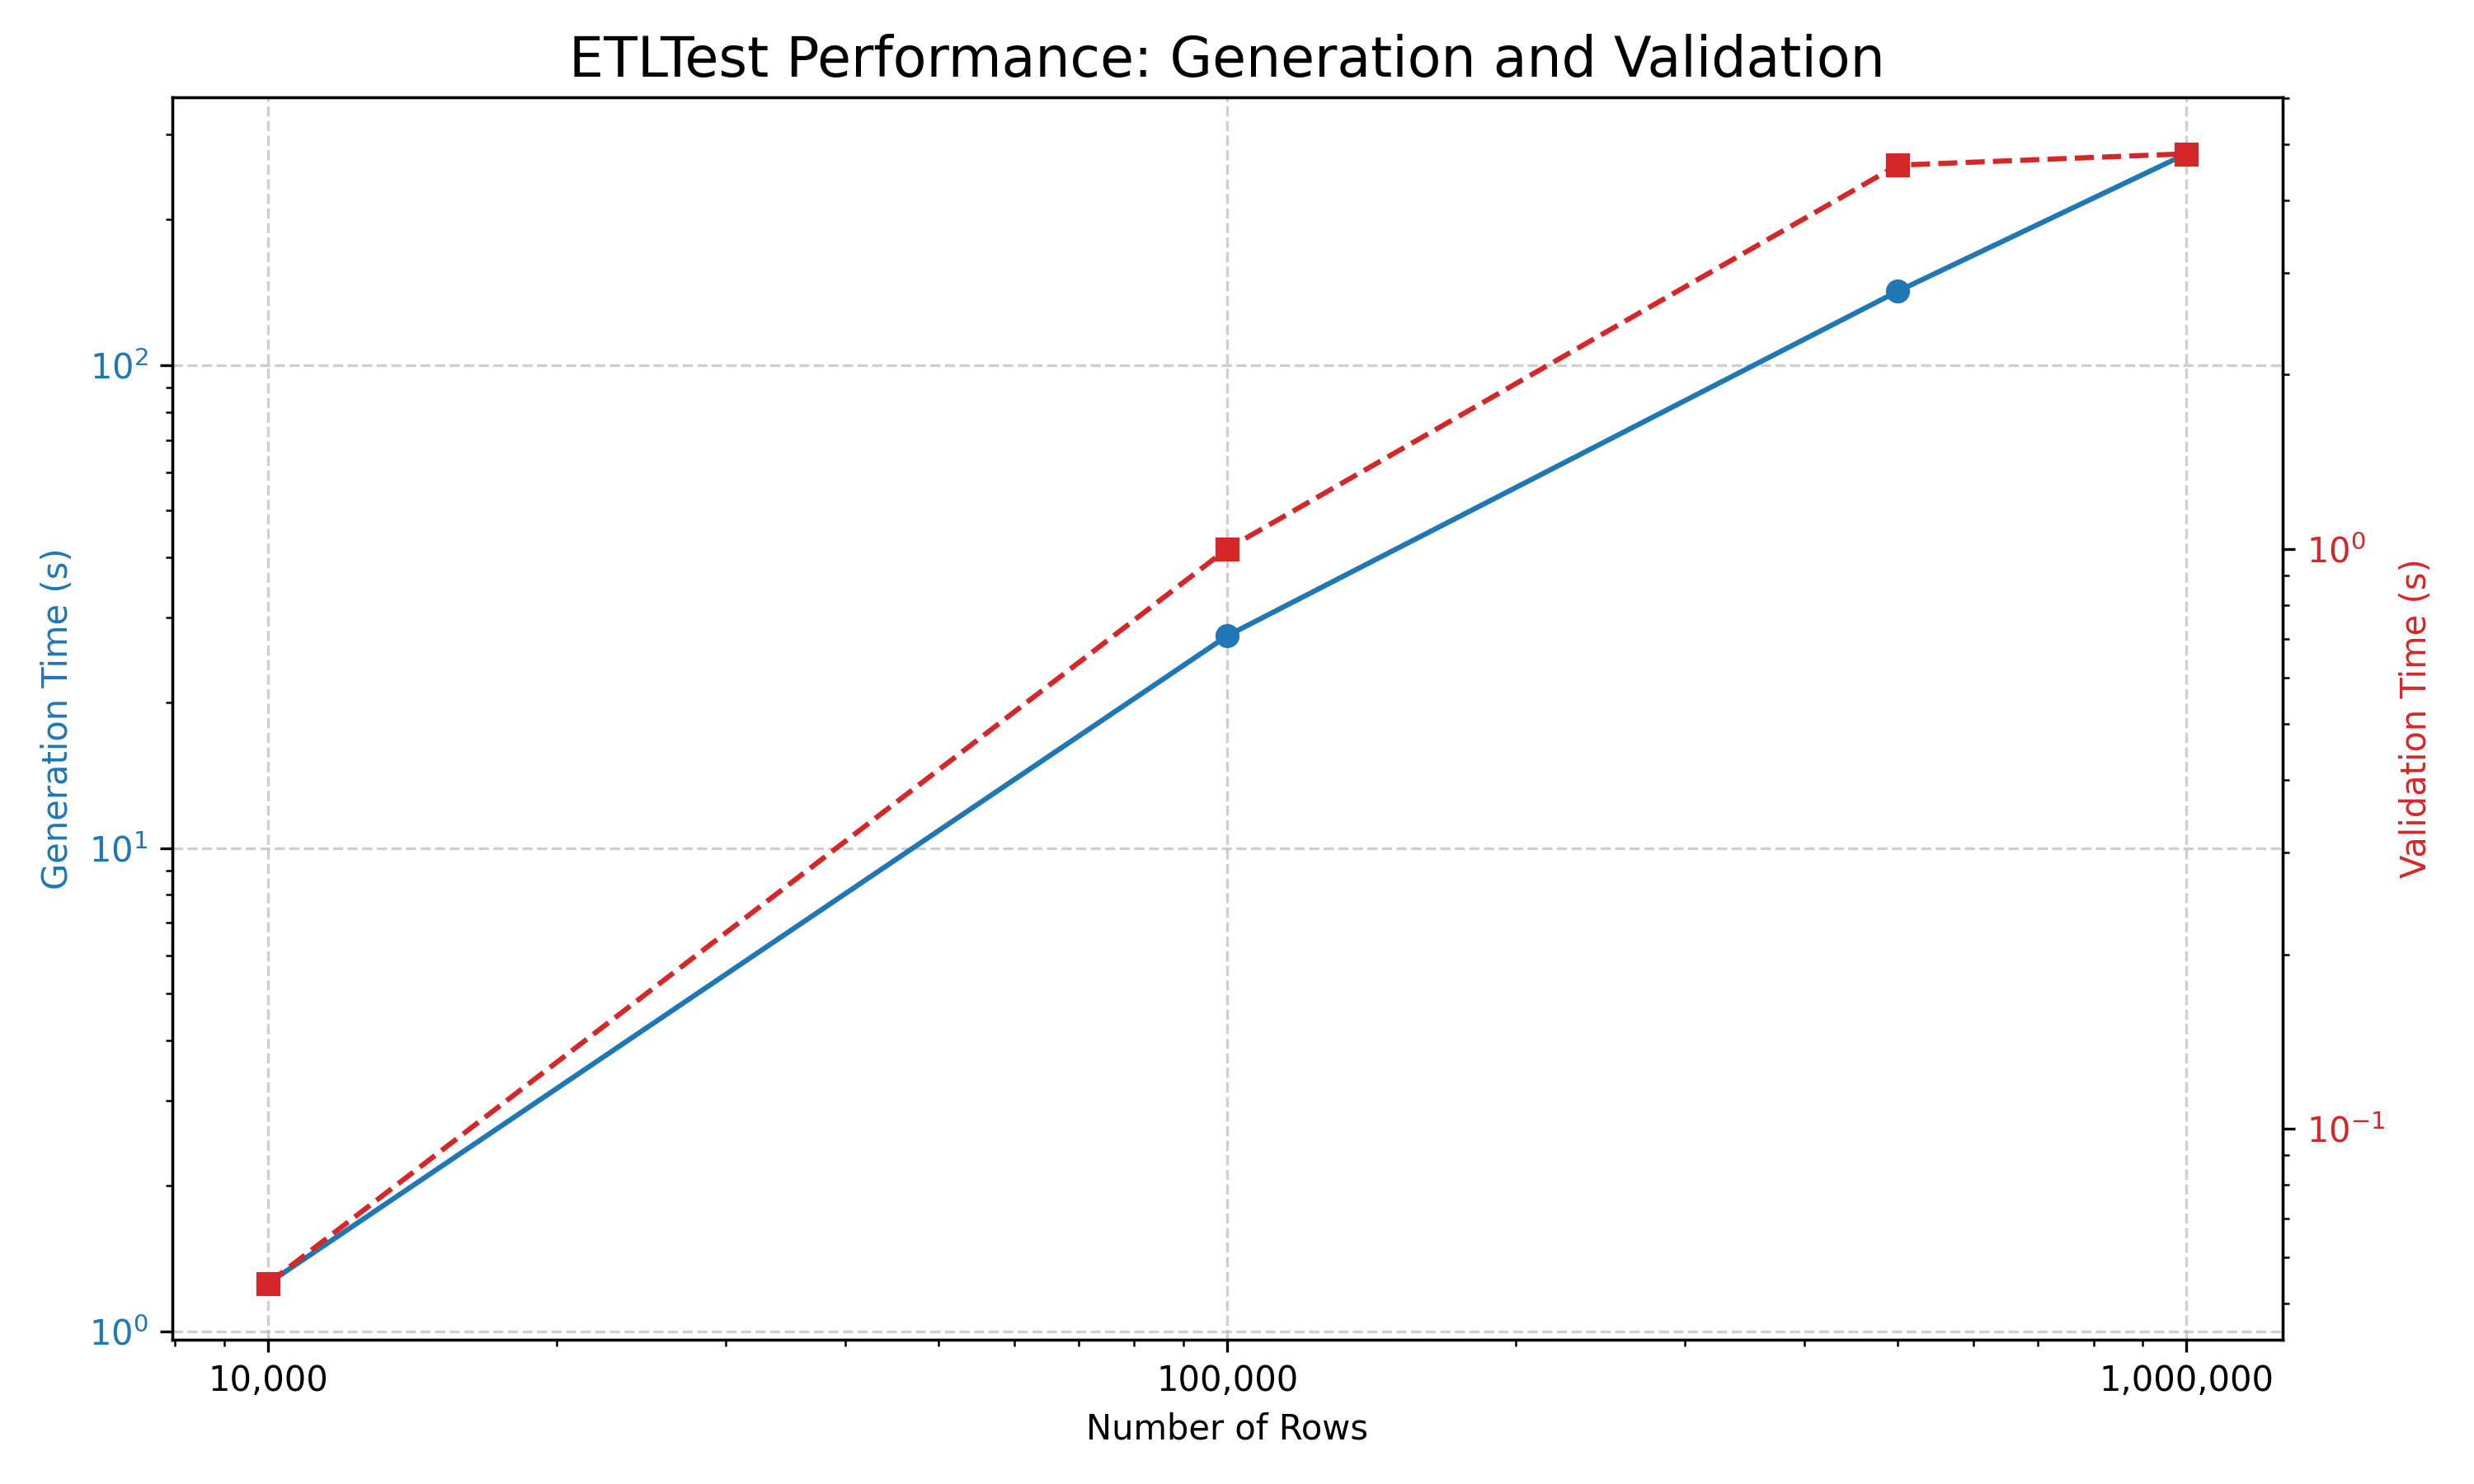 ETLTest Performance: Generation and Validation
Generation Time (s)
10²
10¹
10⁰
10⁰
10⁻¹
Validation Time (s)
10,000
100,000
1,000,000
Number of Rows